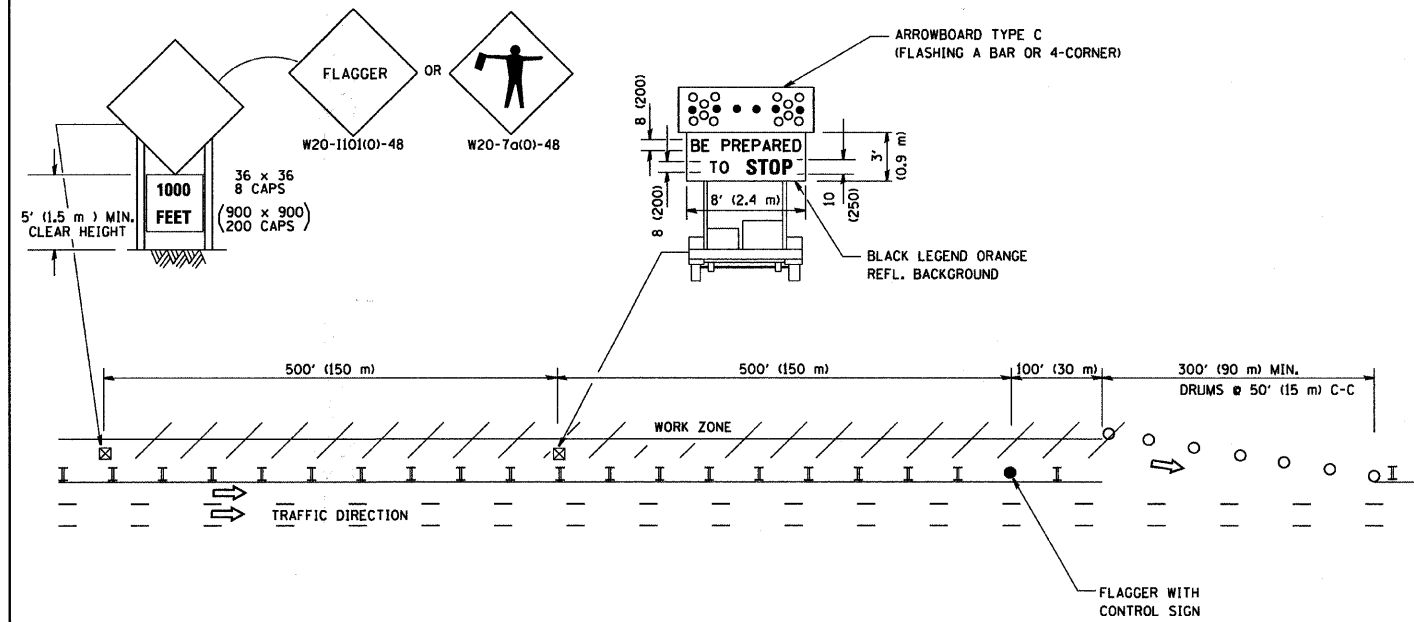 FLAGGER
OR
W20-I101(O)-48
W20-7a(O)-48
ARROWBOARD TYPE C
(FLASHING A BAR OR 4-CORNER)
8 (200)
BE PREPARED
TO STOP
3'
(0.9 m)
8 (200)
8' (2.4 m)
10
(250)
1000
FEET
36 x 36
8 CAPS
(900 x 900)
200 CAPS
5' (1.5 m ) MIN.
CLEAR HEIGHT
BLACK LEGEND ORANGE
REFL. BACKGROUND
500' (150 m)
500' (150 m)
100' (30 m)
300' (90 m) MIN.
DRUMS @ 50' (15 m) C-C
WORK ZONE
TRAFFIC DIRECTION
FLAGGER WITH
CONTROL SIGN